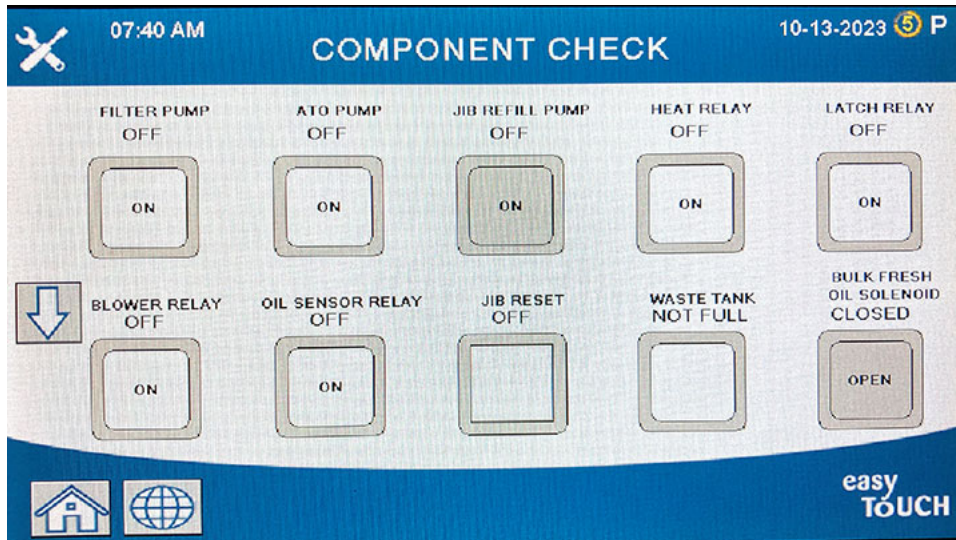 07:40 AM
10-13-2023 5 P
COMPONENT CHECK
FILTER PUMP
OFF
ON
ATO PUMP
OFF
ON
JIB REFILL PUMP
OFF
ON
HEAT RELAY
OFF
ON
LATCH RELAY
OFF
ON
BLOWER RELAY
OFF
ON
OIL SENSOR RELAY
OFF
ON
JIB RESET
OFF
WASTE TANK
NOT FULL
BULK FRESH
OIL SOLENOID
CLOSED
OPEN
easy
TOUCH